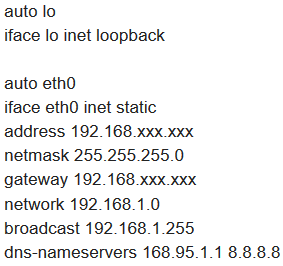 auto lo
iface lo inet loopback
auto eth0
iface eth0 inet static
address 192.168.xxx.xxx
netmask 255.255.255.0
gateway 192.168.xxx.xxx
network 192.168.1.0
broadcast 192.168.1.255
dns-nameservers 168.95.1.1 8.8.8.8